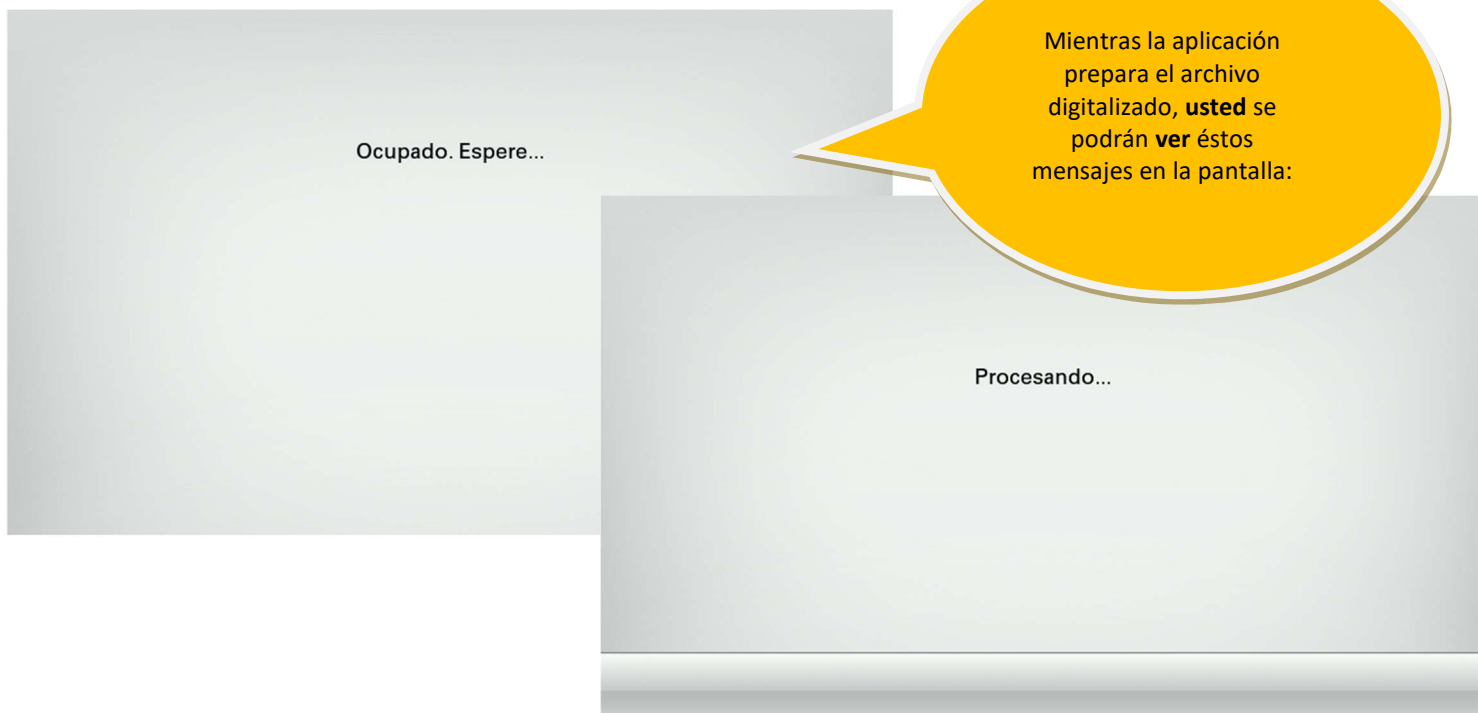 Mientras la aplicación
prepara el archivo
digitalizado, usted se
podrán ver éstos
mensajes en la pantalla:
Ocupado. Espere...
Procesando...